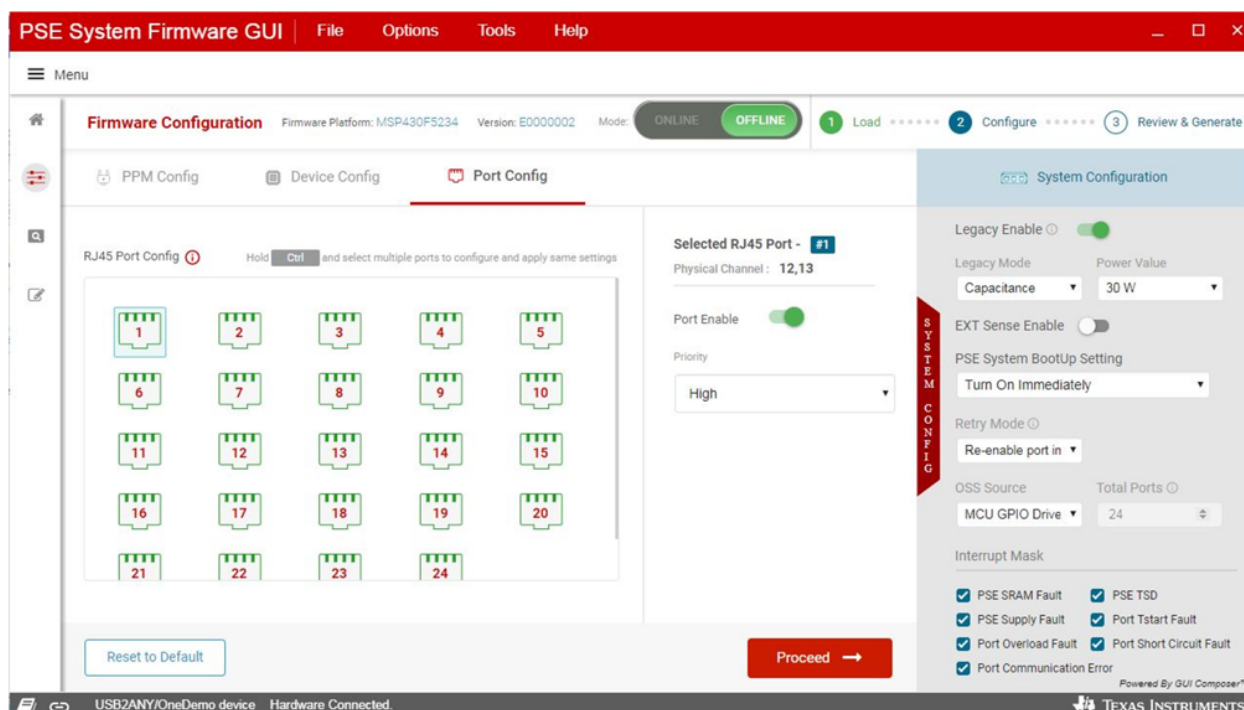 PSE System Firmware GUI File Options Tools Help
Menu
Firmware Configuration Firmware Platform: MSP430F5234 Version: E0000002 Mode: ONLINE OFFLINE 1 Load 2 Configure 3 Review & Generate
PPM Config Device Config Port Config
RJ45 Port Config Hold Ctrl and select multiple ports to configure and apply same settings
1 2 3 4 5
6 7 8 9 10
11 12 13 14 15
16 17 18 19 20
21 22 23 24
Reset to Default
Selected RJ45 Port - #1
Physical Channel : 12,13
Port Enable
Priority
High
Proceed
SYSTEM CONFIG
System Configuration
Legacy Enable
Legacy Mode Power Value
Capacitance 30 W
EXT Sense Enable
PSE System BootUp Setting
Turn On Immediately
Retry Mode
Re-enable port in
OSS Source Total Ports
MCU GPIO Drive 24
Interrupt Mask
PSE SRAM Fault PSE TSD
PSE Supply Fault Port Tstart Fault
Port Overload Fault Port Short Circuit Fault
Port Communication Error
Powered By GUI Composer™
USB2ANY/OneDemo device Hardware Connected. TEXAS INSTRUMENTS